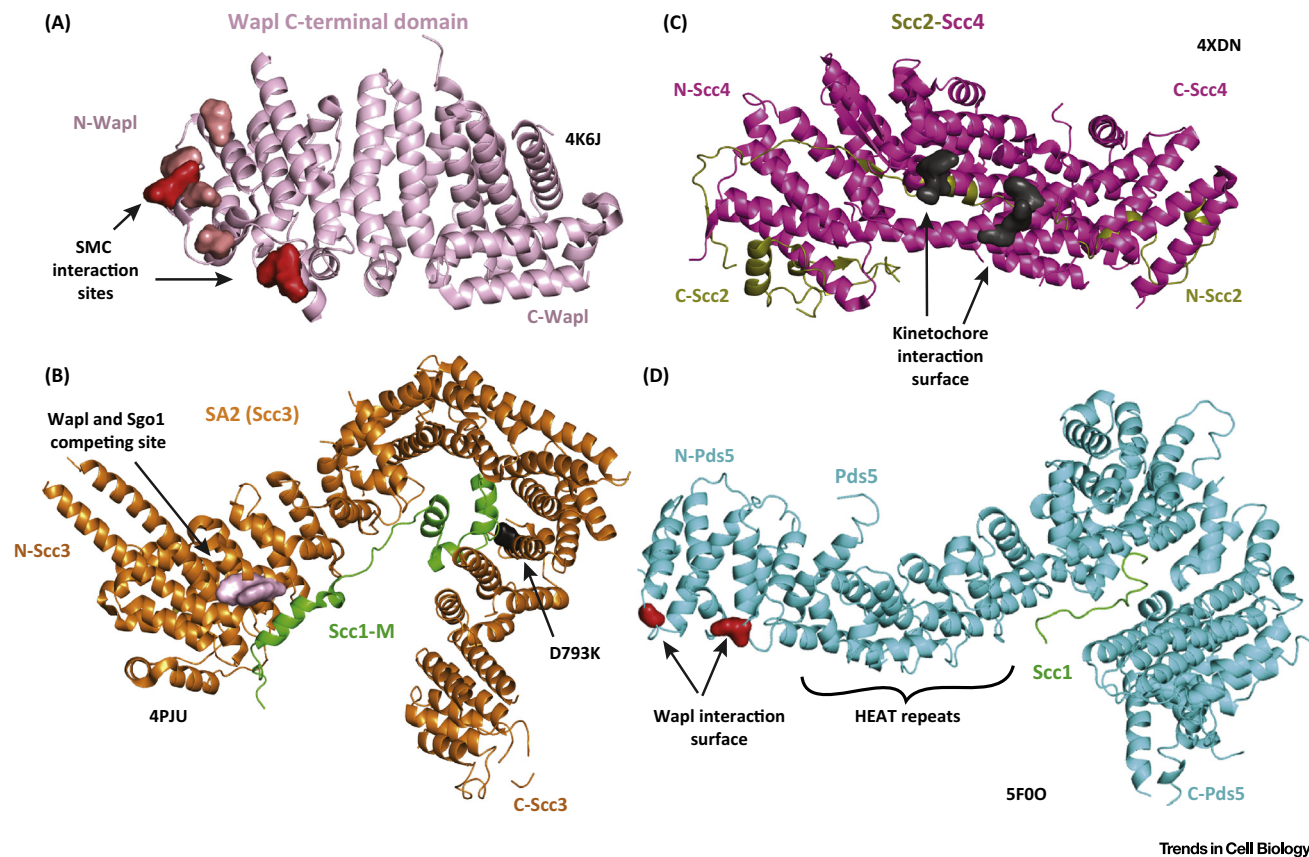 (A)
Wapl C-terminal domain
N-Wapl
4K6J
SMC
interaction
sites
C-Wapl
(C)
Scc2-Scc4
4XDN
N-Scc4
C-Scc4
C-Scc2
N-Scc2
Kinetochore
interaction
surface
(B)
Wapl and Sgo1
competing site
SA2 (Scc3)
N-Scc3
Scc1-M
D793K
4PJU
C-Scc3
(D)
N-Pds5
Pds5
Scc1
Wapl interaction
surface
HEAT repeats
5F0O
C-Pds5
Trends in Cell Biology